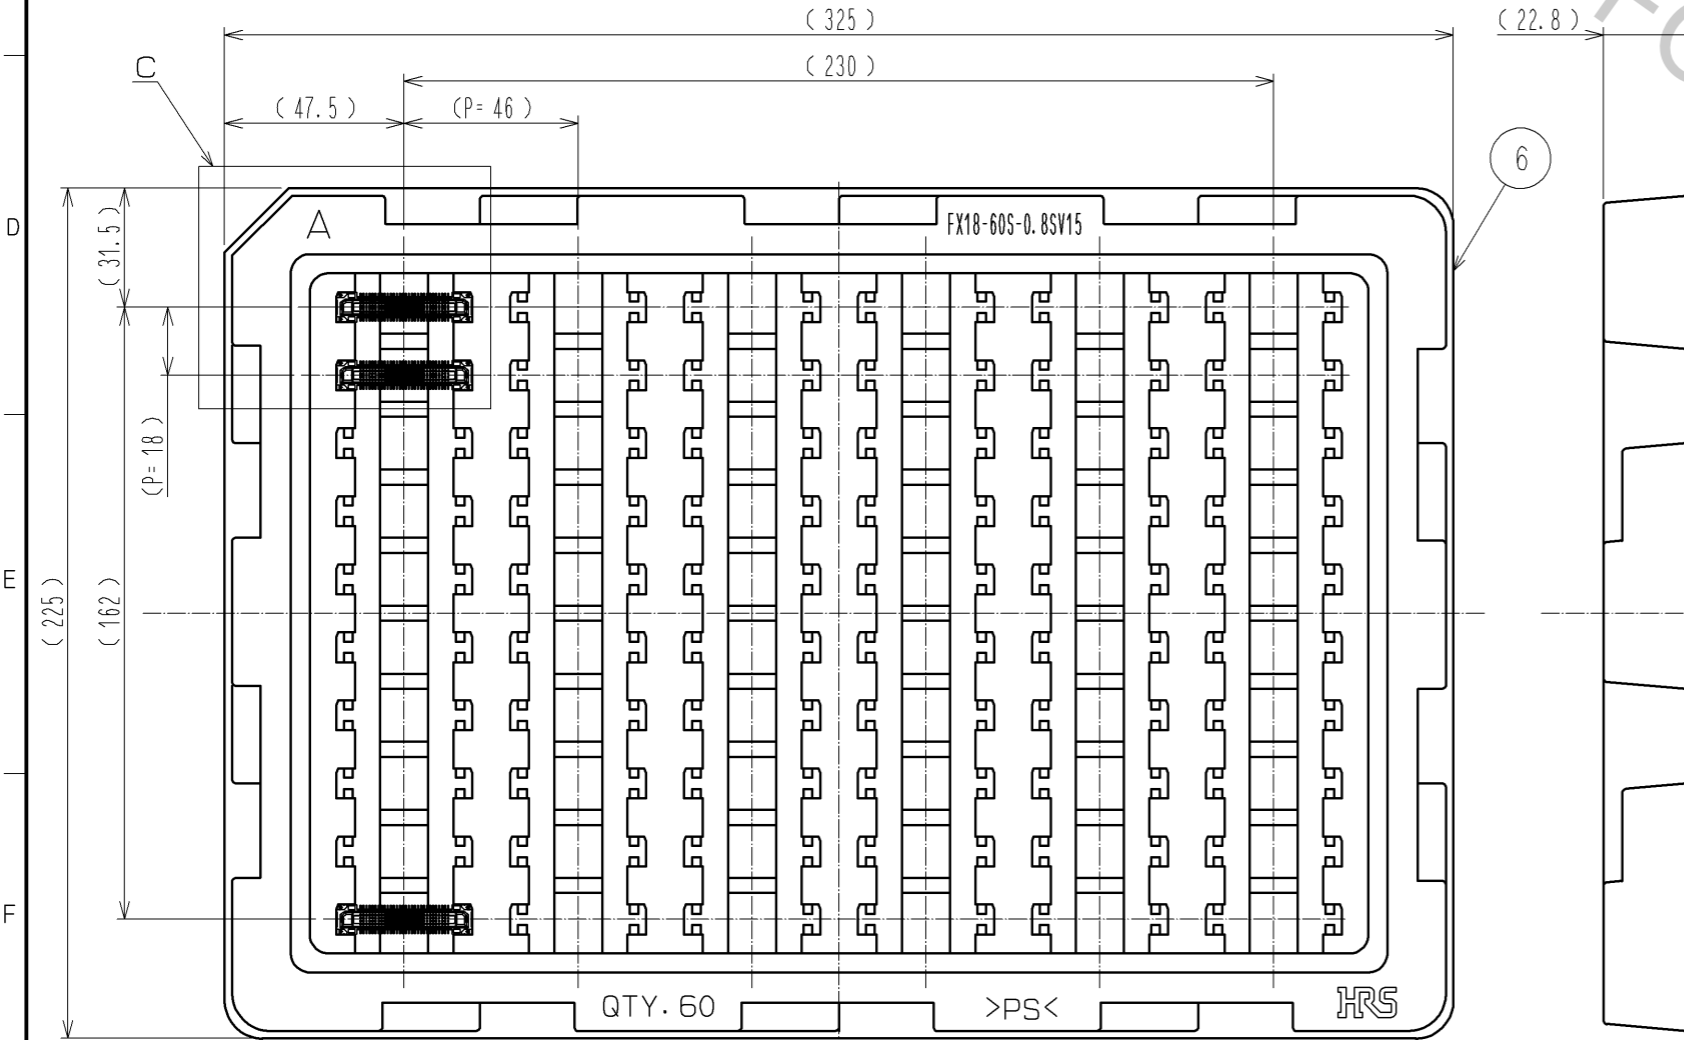 ( 325 )
( 22.8 )
FO
( 230 )
C
( 47.5 )
(P= 46 )
6
D
( 31.5 )
A
FX18-60S-0.8SV15
(P= 18 )
E
( 225 )
( 162 )
F
QTY. 60
>PS<
HRS